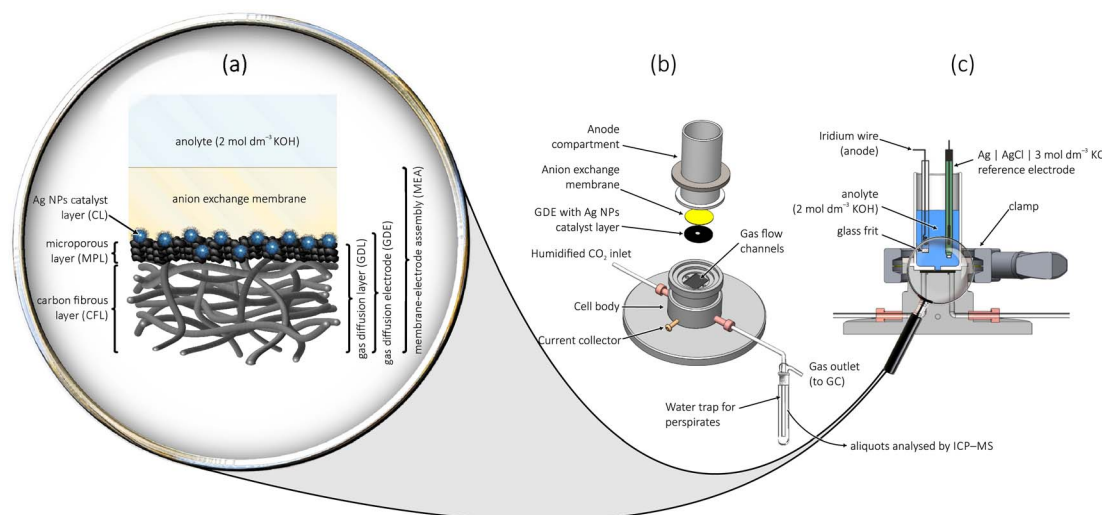 (a)
anolyte (2 mol dm⁻³ KOH)
anion exchange membrane
Ag NPs catalyst
layer (CL)
microporous
layer (MPL)
carbon fibrous
layer (CFL)
gas diffusion layer (GDL)
gas diffusion electrode (GDE)
membrane–electrode assembly (MEA)
(b)
Anode
compartment
Anion exchange
membrane
GDE with Ag NPs
catalyst layer
Gas flow
channels
Humidified CO₂ inlet
Cell body
Current collector
Gas outlet
(to GC)
Water trap for
perspirates
aliquots analysed by ICP–MS
(c)
Iridium wire
(anode)
Ag | AgCl | 3 mol dm⁻³ KC
reference electrode
anolyte
(2 mol dm⁻³ KOH)
glass frit
clamp